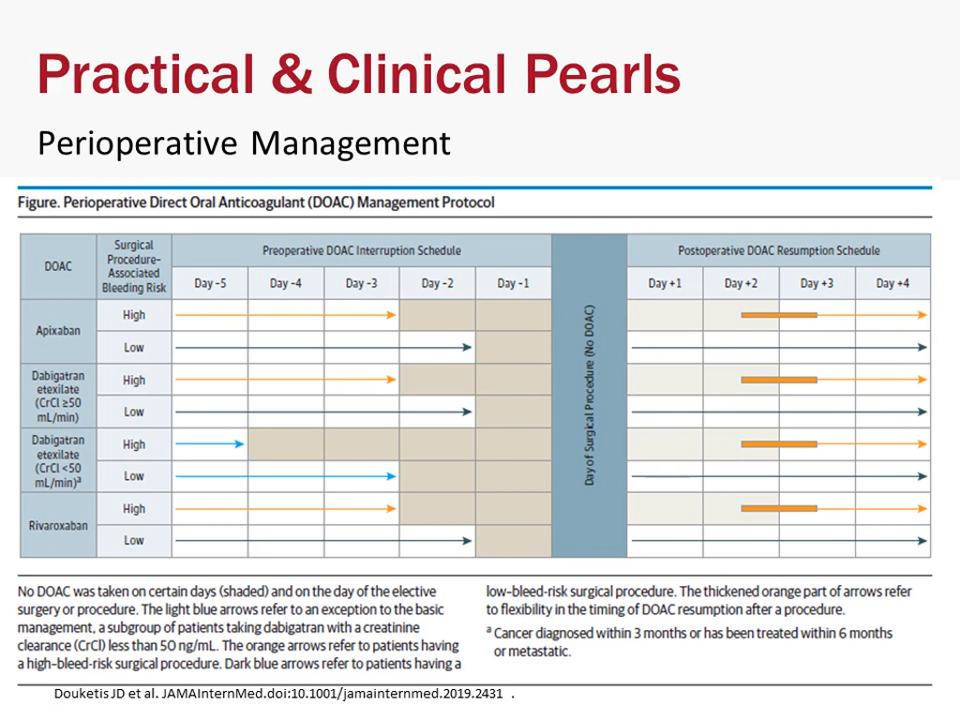 Practical & Clinical Pearls
Perioperative Management
Figure. Perioperative Direct Oral Anticoagulant (DOAC) Management Protocol
DOAC
Surgical
Procedure-
Associated
Bleeding Risk
Preoperative DOAC Interruption Schedule
Day -5
Day -4
Day -3
Day -2
Day -1
Day of Surgical Procedure (No DOAC)
Postoperative DOAC Resumption Schedule
Day +1
Day +2
Day +3
Day +4
Apixaban
High
Low
Dabigatran
etexilate
(CrCl ≥50
mL/min)
High
Low
Dabigatran
etexilate
(CrCl <50
mL/min)ª
High
Low
Rivaroxaban
High
Low
No DOAC was taken on certain days (shaded) and on the day of the elective
surgery or procedure. The light blue arrows refer to an exception to the basic
management, a subgroup of patients taking dabigatran with a creatinine
clearance (CrCl) less than 50 ng/mL. The orange arrows refer to patients having
a high-bleed-risk surgical procedure. Dark blue arrows refer to patients having a
low-bleed-risk surgical procedure. The thickened orange part of arrows refer
to flexibility in the timing of DOAC resumption after a procedure.
ª Cancer diagnosed within 3 months or has been treated within 6 months
or metastatic.
Douketis JD et al. JAMAInternMed.doi:10.1001/jamainternmed.2019.2431 .